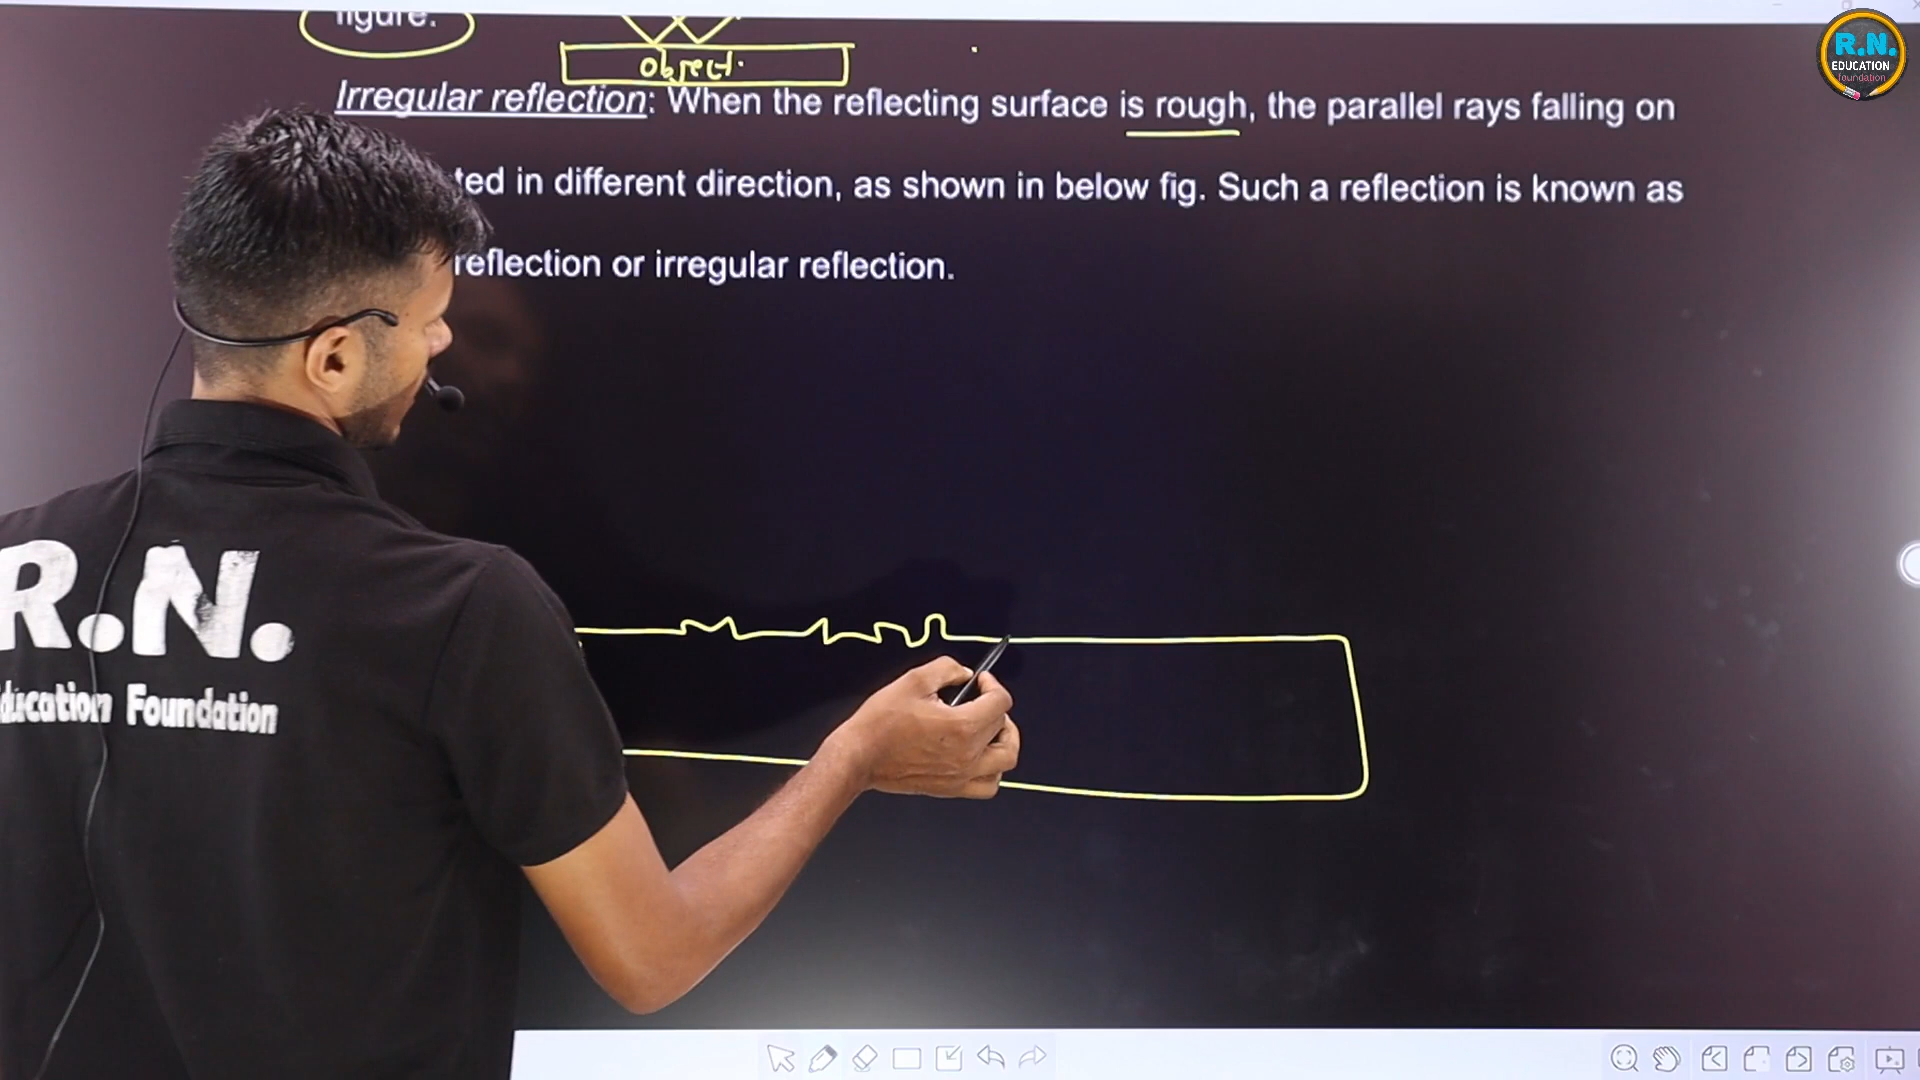 figure.
Object.
Irregular reflection: When the reflecting surface is rough, the parallel rays falling on
ted in different direction, as shown in below fig. Such a reflection is known as
reflection or irregular reflection.
R.N.
EDUCATION
foundation
R.N.
ducation Foundation